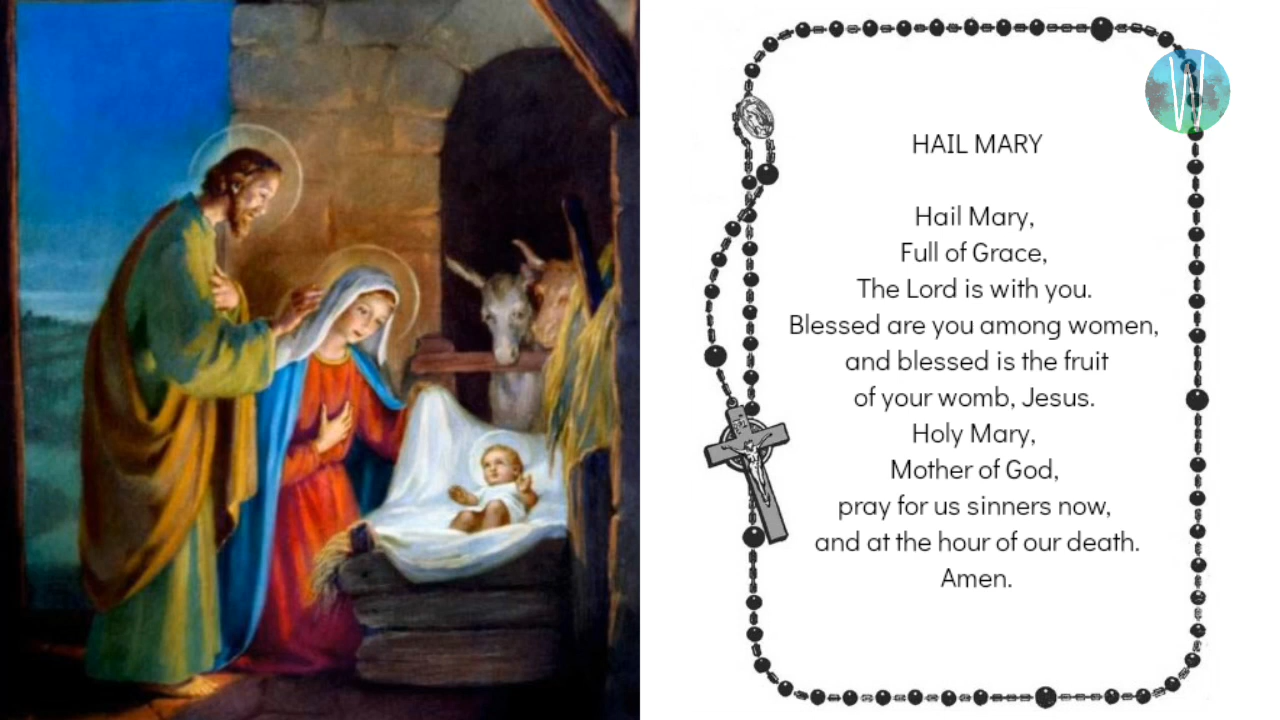 W
HAIL MARY
Hail Mary,
Full of Grace,
The Lord is with you.
Blessed are you among women,
and blessed is the fruit
of your womb, Jesus.
Holy Mary,
Mother of God,
pray for us sinners now,
and at the hour of our death.
Amen.